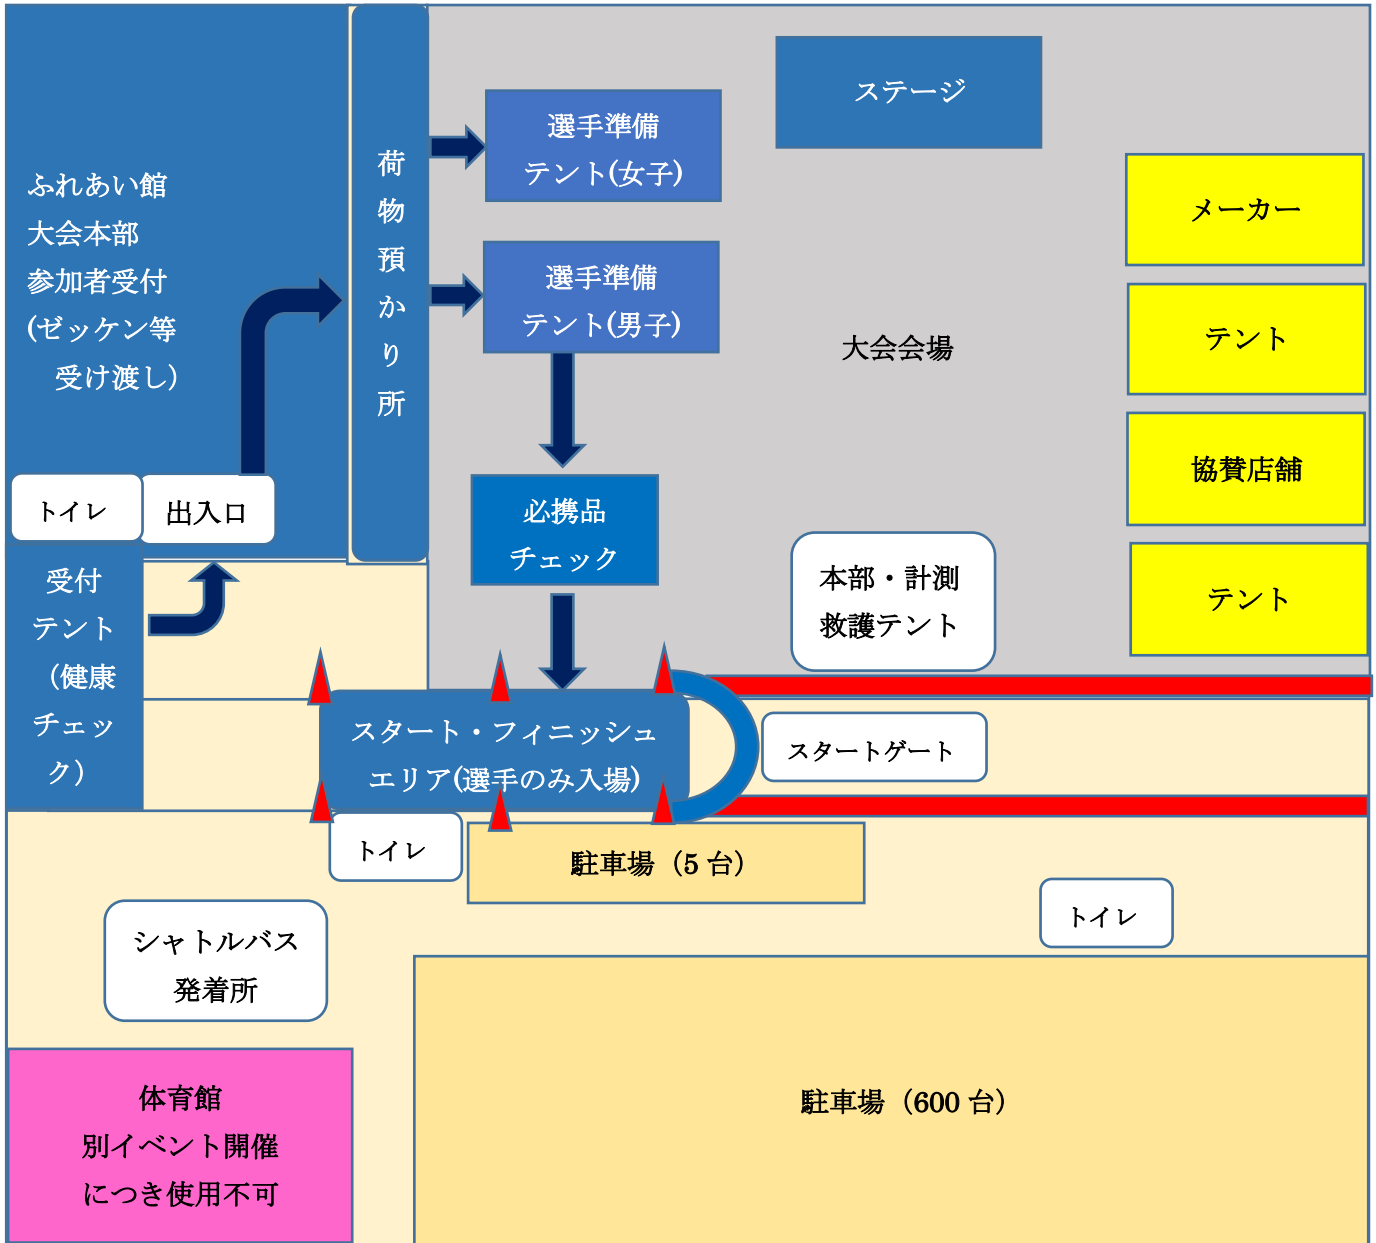 ステージ
選手準備
テント(女子)
荷
物
預
か
り
所
メーカー
ふれあい館
大会本部
参加者受付
(ゼッケン等
受け渡し)
選手準備
テント(男子)
大会会場
テント
協賛店舗
トイレ
出入口
必携品
チェック
本部・計測
救護テント
テント
受付
テント
（健康
チェッ
ク）
スタート・フィニッシュ
エリア(選手のみ入場)
スタートゲート
トイレ
駐車場（5 台）
トイレ
シャトルバス
発着所
体育館
別イベント開催
につき使用不可
駐車場（600 台）